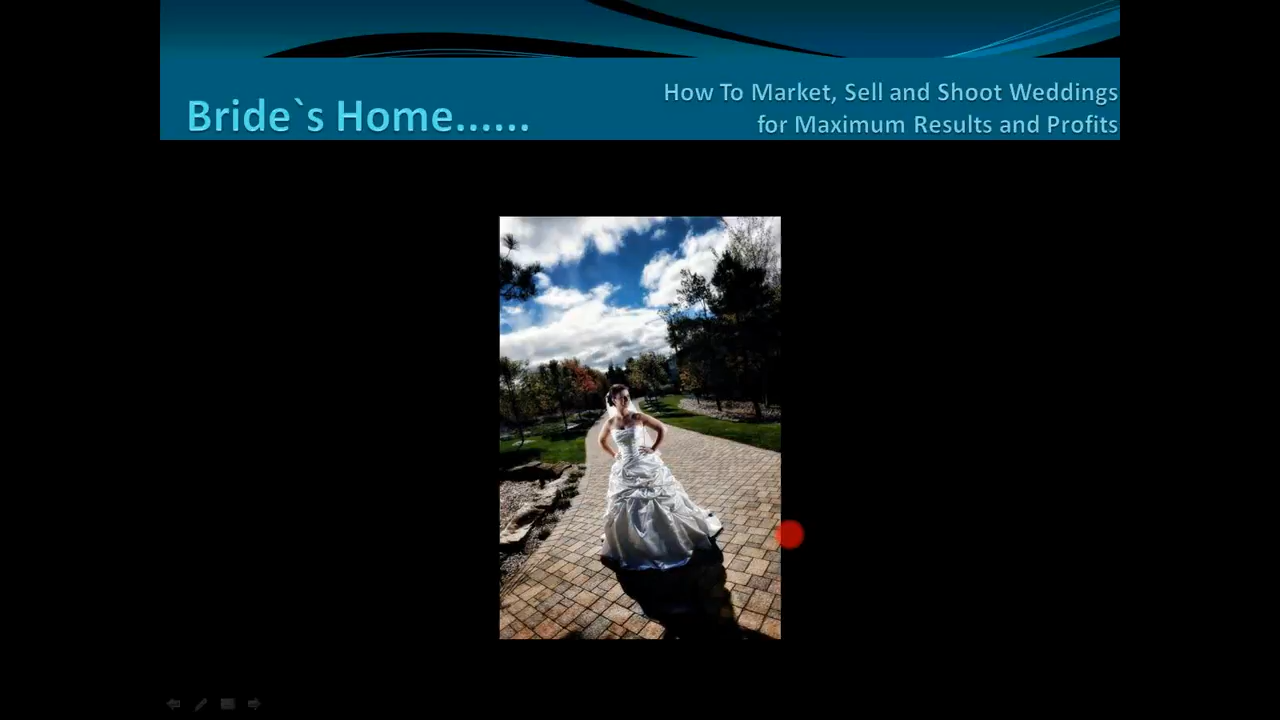 Bride`s Home......
How To Market, Sell and Shoot Weddings
for Maximum Results and Profits